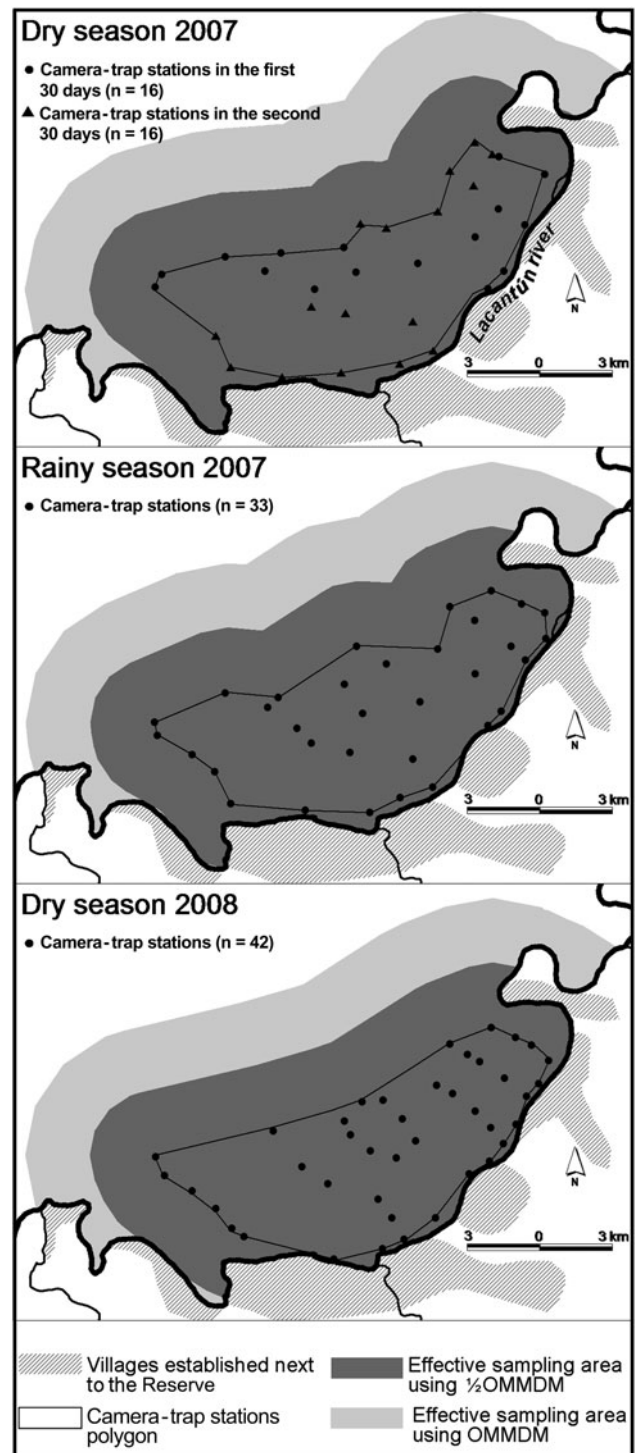 Dry season 2007
● Camera-trap stations in the first
30 days (n = 16)
▲ Camera-trap stations in the second
30 days (n = 16)
Lacantún river
N
3 0 3 km
Rainy season 2007
● Camera-trap stations (n = 33)
N
3 0 3 km
Dry season 2008
● Camera-trap stations (n = 42)
N
3 0 3 km
Villages established next
to the Reserve
Effective sampling area
using ½OMMDM
Camera-trap stations
polygon
Effective sampling area
using OMMDM